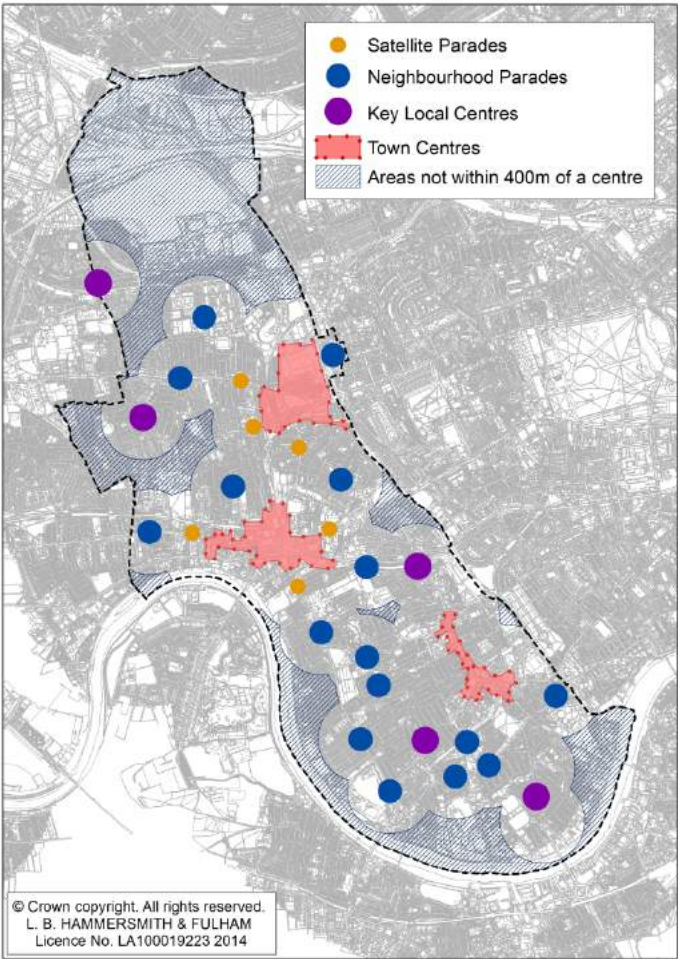 Satellite Parades
Neighbourhood Parades
Key Local Centres
Town Centres
Areas not within 400m of a centre
© Crown copyright. All rights reserved.
L. B. HAMMERSMITH & FULHAM
Licence No. LA100019223 2014